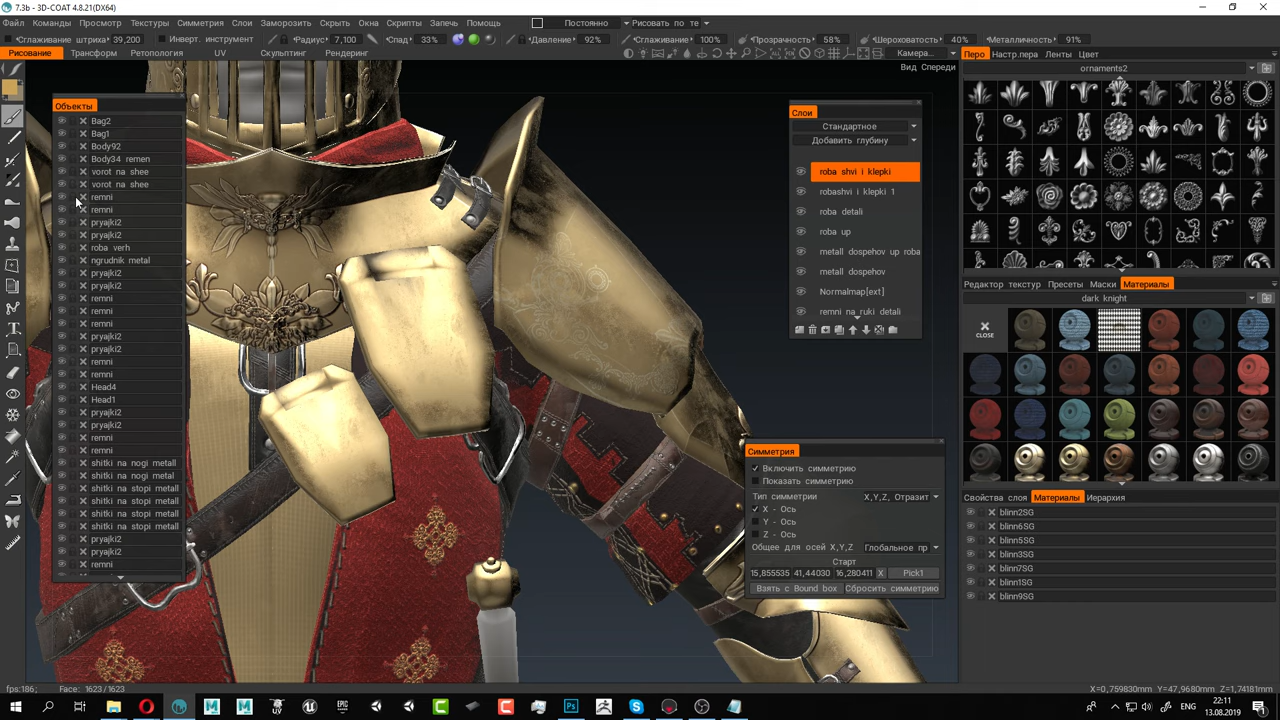 7.3b - 3D-COAT 4.8.21(DX64)
Файл Команды Просмотр Текстуры Симметрия Слои Заморозить Скрыть Окна Скрипты Запечь Помощь Постоянно Рисовать по те
Сглаживание штриха 39,200 Инверт. инструмент Радиус 7,100 Спад 33% Давление 92% Сглаживание 100% Прозрачность 58% Шероховатость 40% Металличность 91%
Рисование Трансform Ретопология UV Скульптинг Рендеринг Камера...
Вид Спереди
Перо Настр.пера Ленты Цвет
ornaments2
Объекты
Bag2
Bag1
Body92
Body34 remen
vorot na shee
vorot na shee
remni
remni
pryajki2
pryajki2
roba verh
ngrudnik metal
pryajki2
pryajki2
remni
remni
remni
pryajki2
pryajki2
remni
remni
Head4
Head1
pryajki2
pryajki2
remni
remni
shitki na nogi metall
shitki na nogi metal
shitki na stopi metall
shitki na stopi metall
shitki na stopi metall
shitki na stopi metall
pryajki2
pryajki2
remni
Слои
Стандартное
Добавить глубину
roba shvi i klepki
robashvi i klepki 1
roba detali
roba up
metall dospehov up roba
metall dospehov
Normalmap[ext]
remni na_ruki detali
Редактор текстур Пресеты Маски Материалы
dark knight
CLOSE
Симметрия
Включить симметрию
Показать симметрию
Тип симметрии X,Y,Z, Отразит
X - Ось
Y - Ось
Z - Ось
Общее для осей X,Y,Z Глобальное пр
Старт
15,855535 41,44030 16,280411 X Pick1
Взять с Bound box Сбросить симметрию
Свойства слоя Материалы Иерархия
blinn2SG
blinn6SG
blinn5SG
blinn3SG
blinn7SG
blinn1SG
blinn9SG
fps:186; Face: 1623/1623
X=0,759830mm Y=47,9680mm Z=1,74181mm
UV
EPIC GAMES
Ps
ENG
22:11
13.08.2019